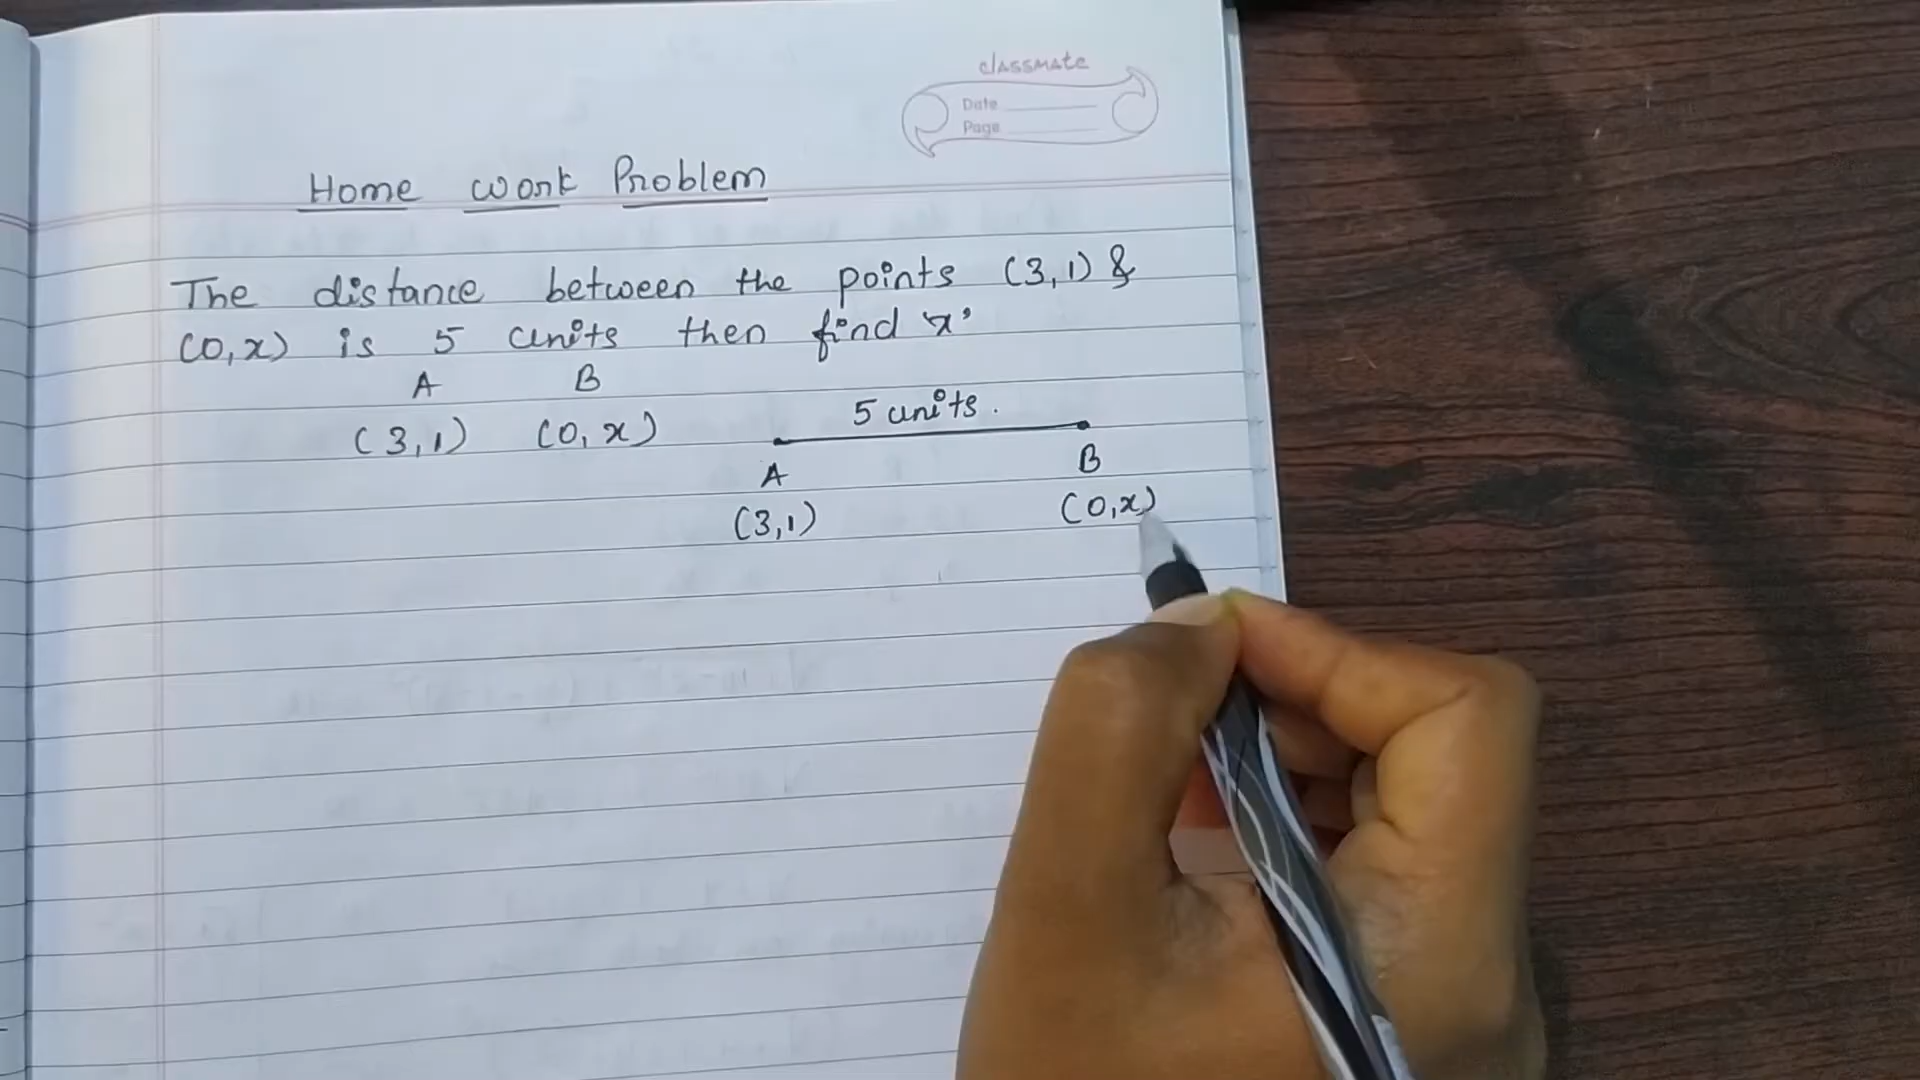 classmate
Date
Page
Home Work Problem
The distance between the points (3,1) &
(0,x) is 5 units then find 'x'
A B
(3,1) (0,x)
5 units.
A B
(3,1) (0,x)